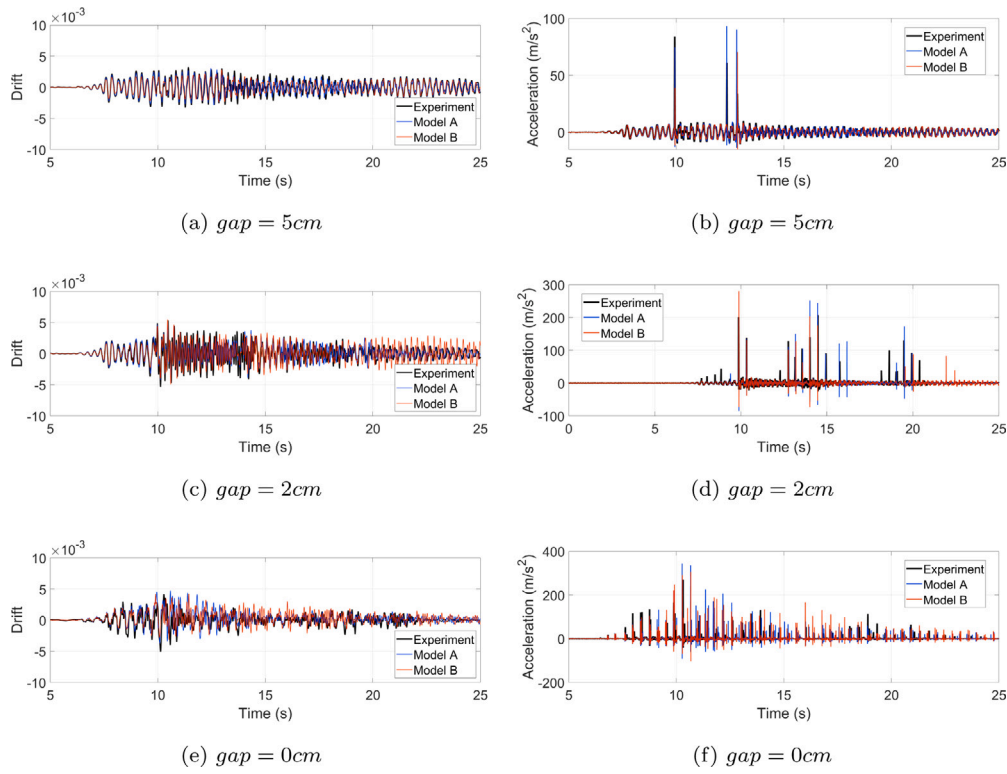 ×10⁻³
10
5
0
-5
-10
Drift
5 10 15 20 25
Time (s)
Experiment
Model A
Model B
(a) gap = 5cm
100
50
0
Acceleration (m/s²)
5 10 15 20 25
Time (s)
Experiment
Model A
Model B
(b) gap = 5cm
×10⁻³
10
5
0
-5
-10
Drift
5 10 15 20 25
Time (s)
Experiment
Model A
Model B
(c) gap = 2cm
300
200
100
0
-100
Acceleration (m/s²)
0 5 10 15 20 25
Time (s)
Experiment
Model A
Model B
(d) gap = 2cm
×10⁻³
10
5
0
-5
-10
Drift
5 10 15 20 25
Time (s)
Experiment
Model A
Model B
(e) gap = 0cm
400
200
0
-200
Acceleration (m/s²)
5 10 15 20 25
Time (s)
Experiment
Model A
Model B
(f) gap = 0cm